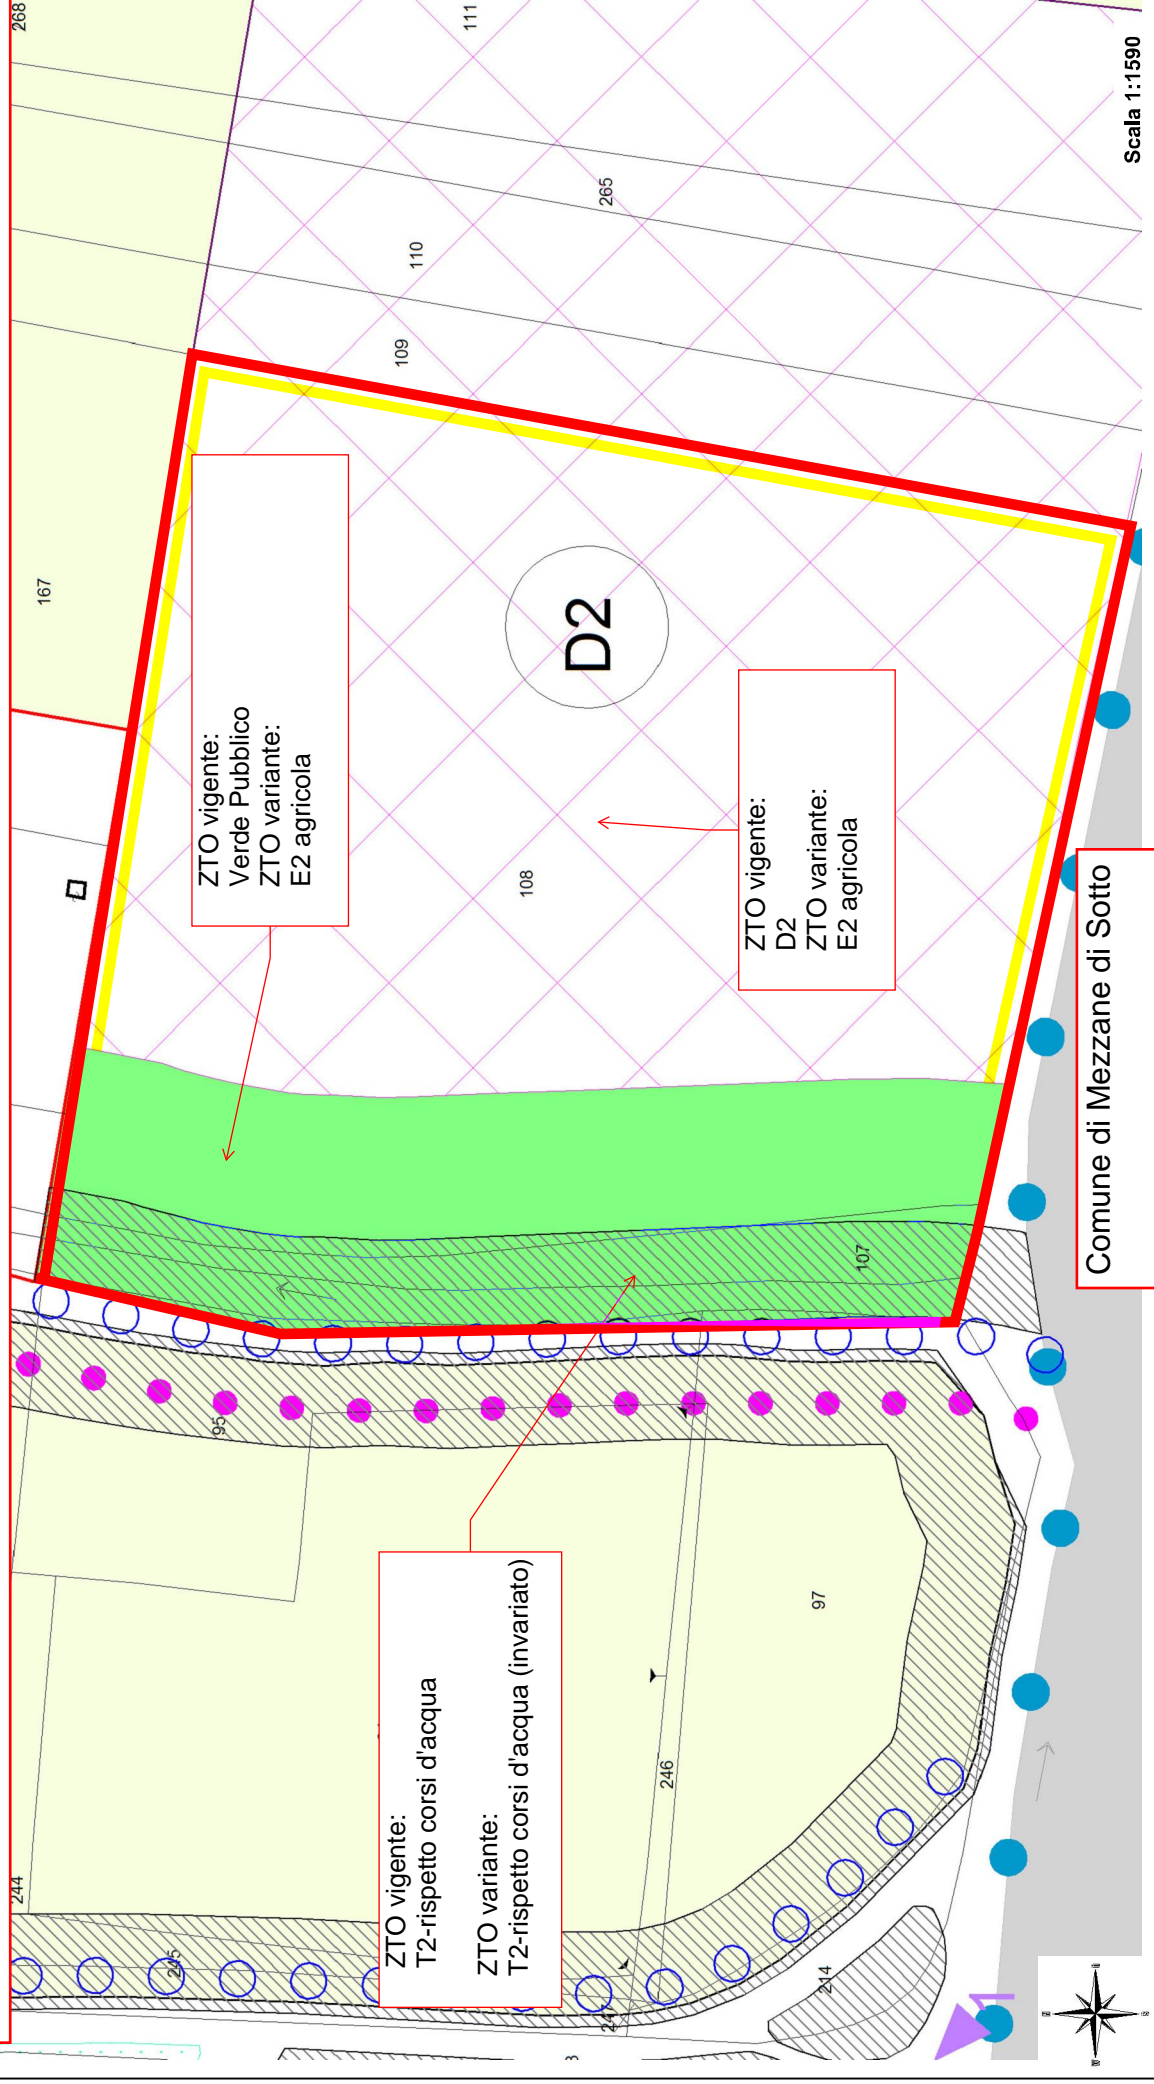 268
111
Scala 1:1590
265
110
109
167
ZTO vigente:
Verde Pubblico
ZTO variante:
E2 agricola
D2
108
ZTO vigente:
D2
ZTO variante:
E2 agricola
Comune di Mezzane di Sotto
107
95
97
ZTO vigente:
T2-rispetto corsi d'acqua
ZTO variante:
T2-rispetto corsi d'acqua (invariato)
246
244
245
214
1